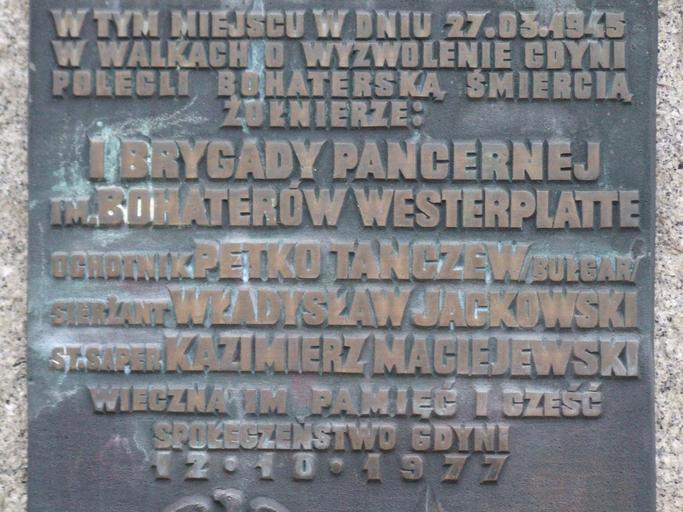 W TYM MIEJSCU W DNIU 27.03.1945
W WALKACH O WYZWOLENIE GDYNI
POLEGLI BOHATERSKĄ ŚMIERCIĄ
ŻOŁNIERZE:
I BRYGADY PANCERNEJ
IM. BOHATERÓW WESTERPLATTE
OCHOTNIK PETKO TANCZEW /BUŁGAR/
SIERŻANT WŁADYSŁAW JACKOWSKI
ST. SAPER KAZIMIERZ MACIEJEWSKI
WIECZNA IM PAMIĘĆ I CZEŚĆ
SPOŁECZEŃSTWO GDYNI
12·10·1977